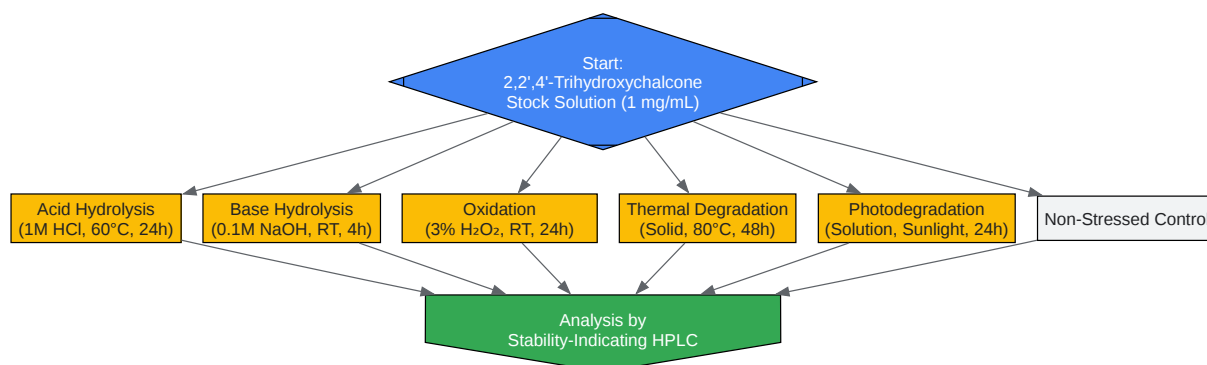 Start:
2,2',4'-Trihydroxychalcone
Stock Solution (1 mg/mL)
Acid Hydrolysis
(1M HCl, 60°C, 24h)
Base Hydrolysis
(0.1M NaOH, RT, 4h)
Oxidation
(3% H₂O₂, RT, 24h)
Thermal Degradation
(Solid, 80°C, 48h)
Photodegradation
(Solution, Sunlight, 24h)
Non-Stressed Control
Analysis by
Stability-Indicating HPLC